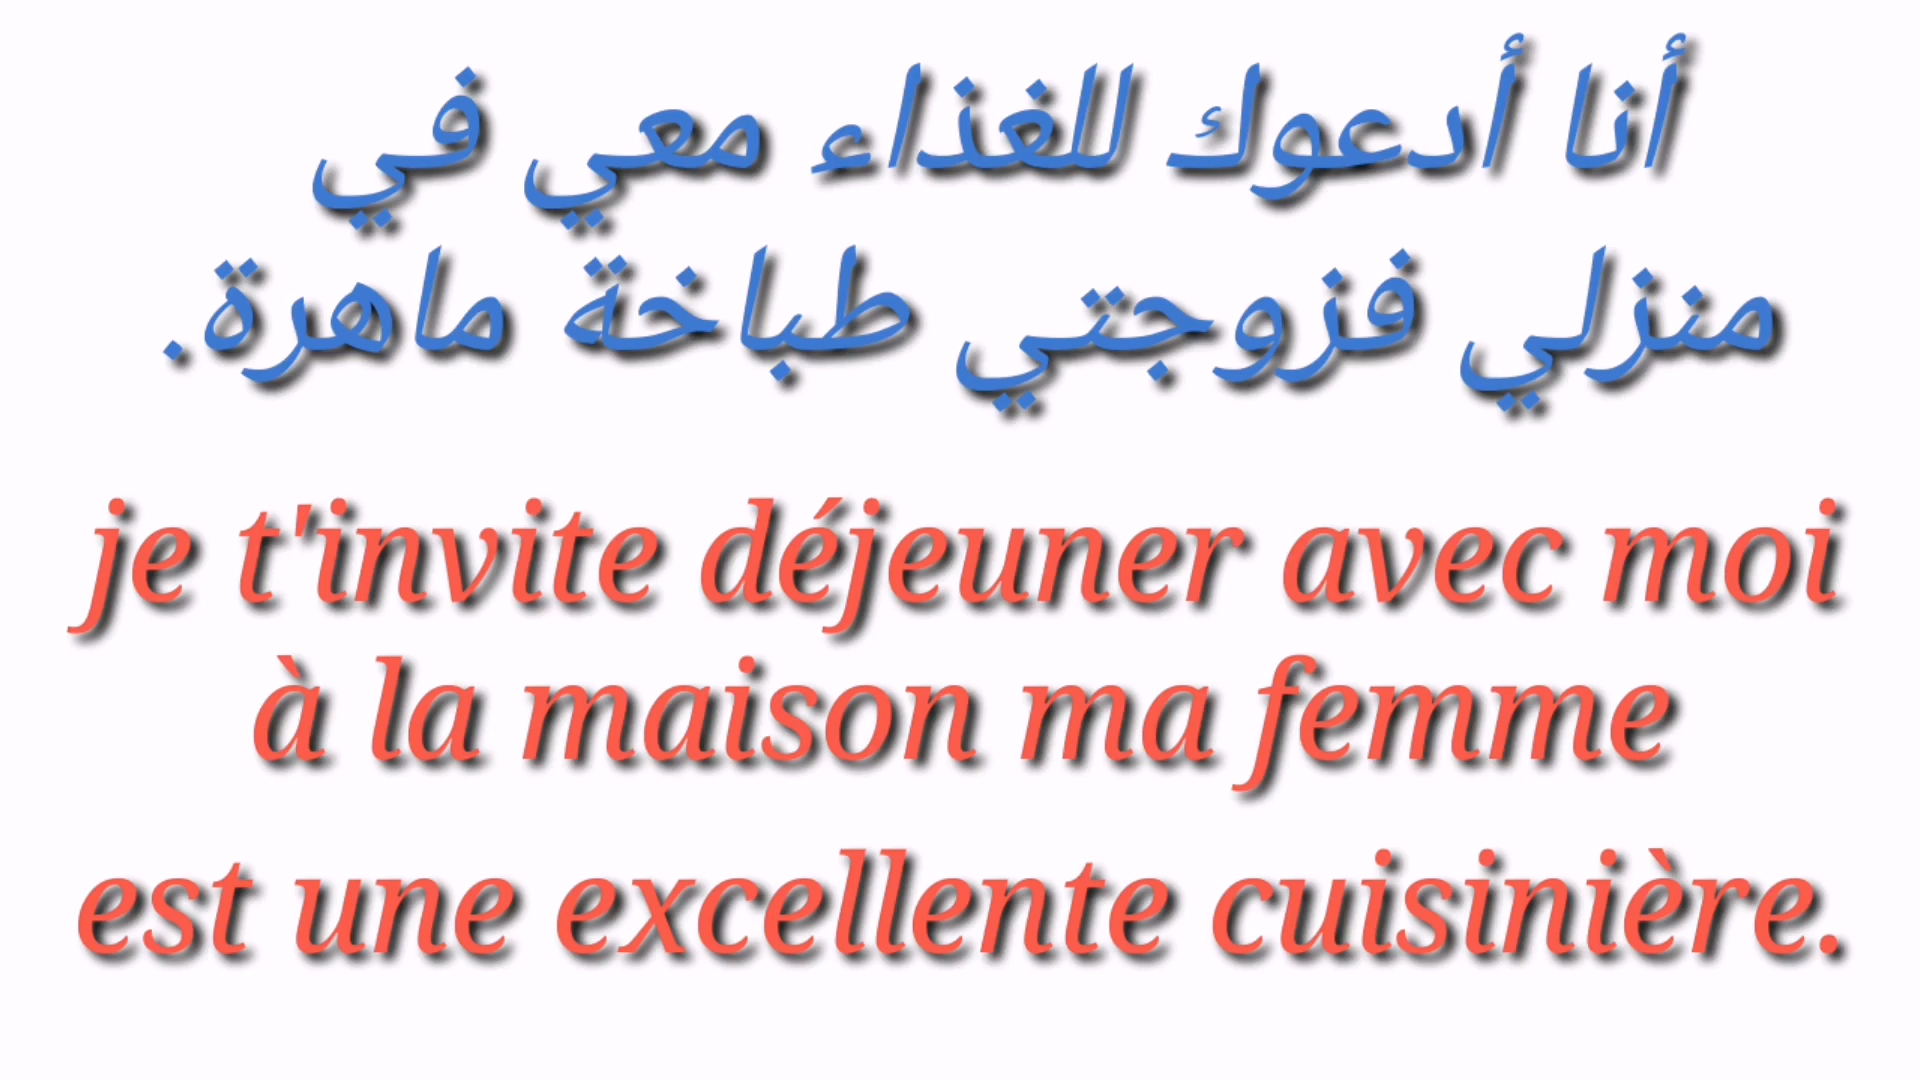 أنا أدعوك للغذاء معي في
منزلي فزوجتي طباخة ماهرة.
je t'invite déjeuner avec moi
à la maison ma femme
est une excellente cuisinière.